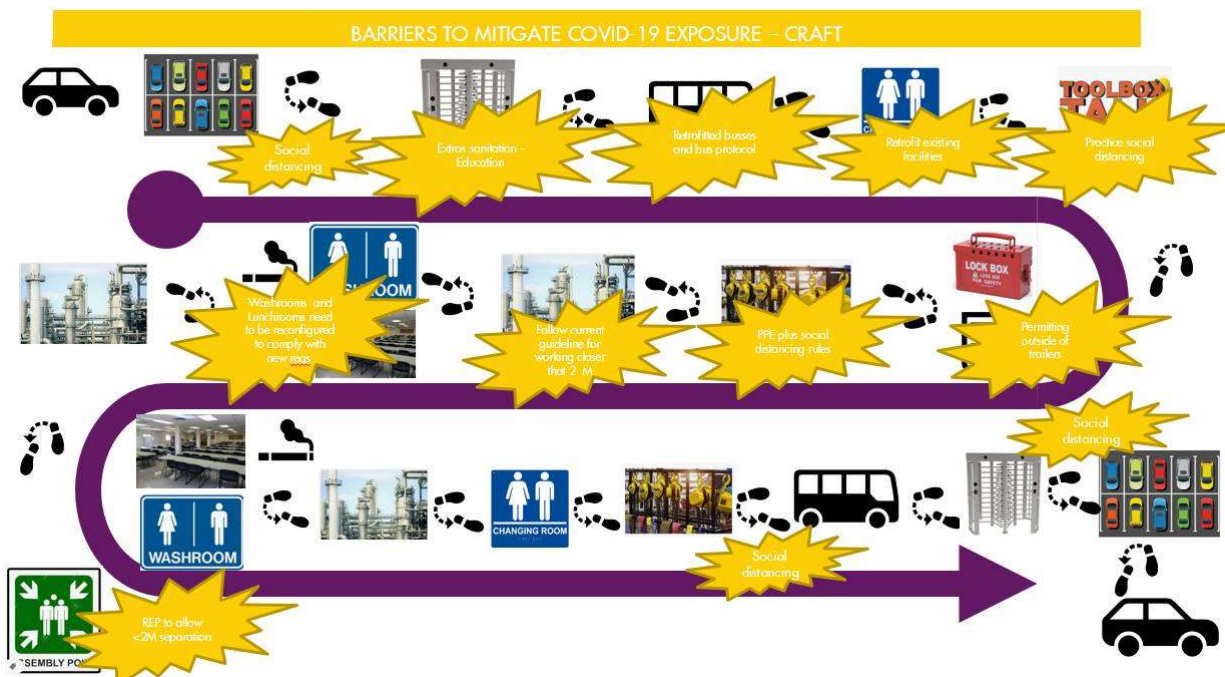 BARRIERS TO MITIGATE COVID-19 EXPOSURE – CRAFT
Social
distancing
Extras sanitation -
Education
Retrofitted busses
and bus protocol
Retrofit existing
facilities
TOOLBOX
Practice social
distancing
Washrooms and
Lunchrooms need
to be reconfigured
to comply with
new regs
Follow current
guideline for
working closer
that 2 M
PPE plus social
distancing rules
LOCK BOX
Permitting
outside of
trailers
Social
distancing
WASHROOM
CHANGING ROOM
Social
distancing
REP to allow
<2M separation